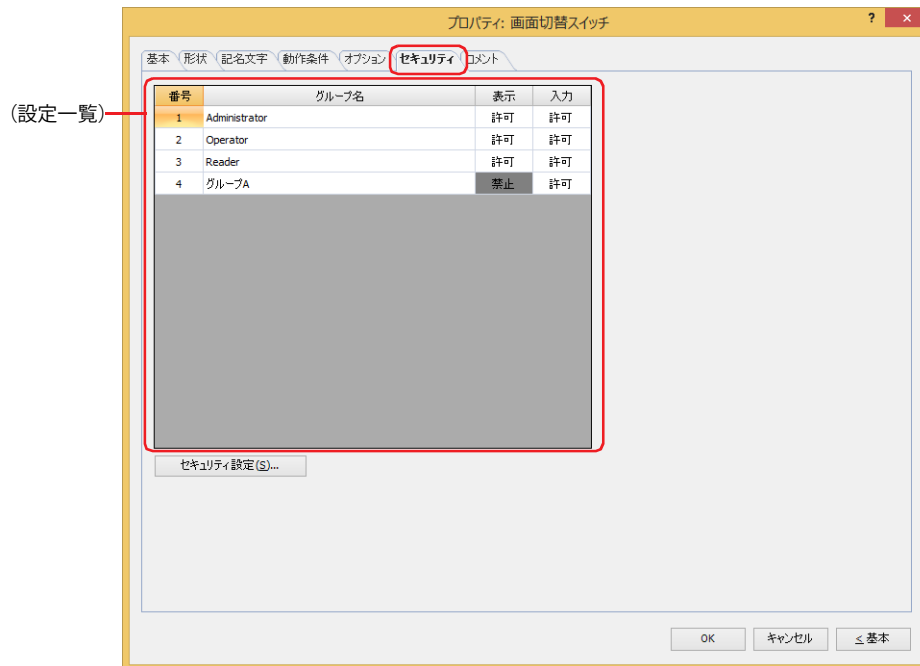 プロパティ: 画面切替スイッチ
? ×
基本 形状 記名文字 動作条件 オプション セキュリティ コメント
(設定一覧)
番号 グループ名 表示 入力
1 Administrator 許可 許可
2 Operator 許可 許可
3 Reader 許可 許可
4 グループA 禁止 許可
セキュリティ設定(S)...
OK キャンセル < 基本